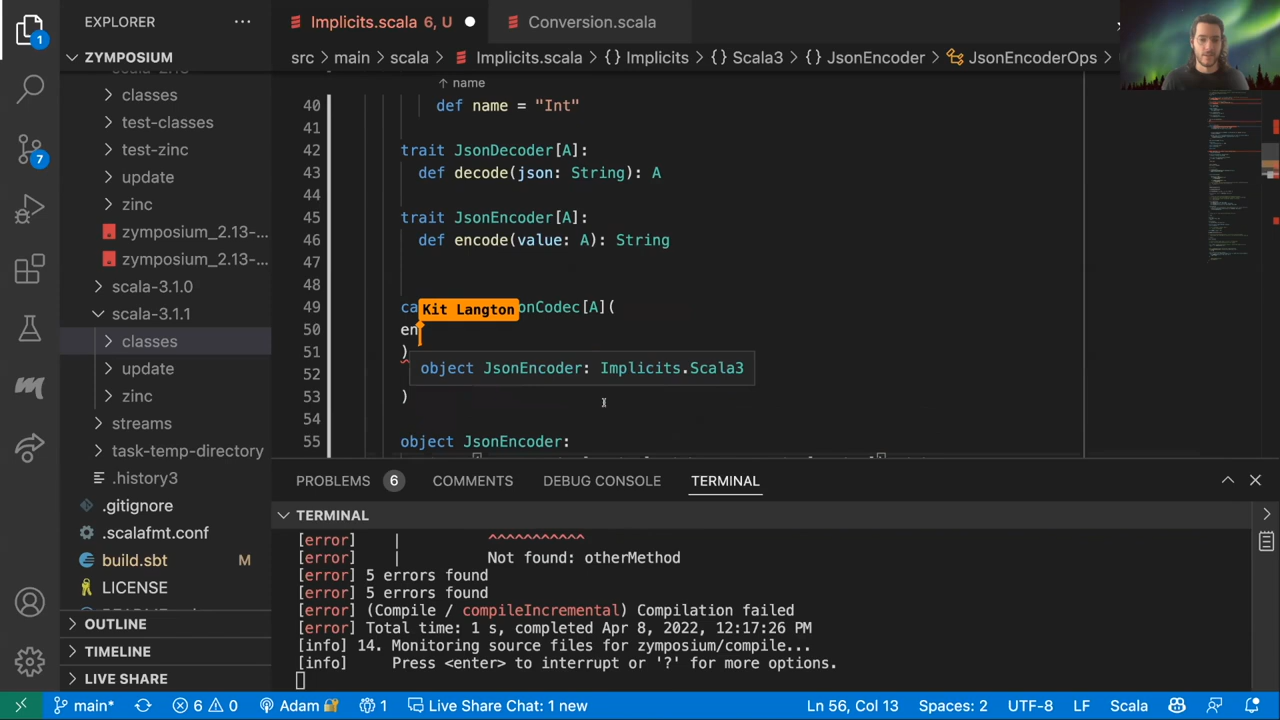 EXPLORER
ZYMPOSIUM
classes
test-classes
test-zinc
update
zinc
zymposium_2.13-...
zymposium_2.13-...
scala-3.1.0
scala-3.1.1
classes
update
zinc
streams
task-temp-directory
.history3
.gitignore
.scalafmt.conf
build.sbt M
LICENSE
OUTLINE
TIMELINE
LIVE SHARE
1
7
Implicits.scala 6, U
Conversion.scala
src > main > scala > Implicits.scala > {} Implicits > {} Scala3 > {} JsonEncoder > JsonEncoderOps >
↑ name
40 def name = "Int"
41
42 trait JsonDecoder[A]:
43 def decode(json: String): A
44
45 trait JsonEncoder[A]:
46 def encode(value: A): String
47
48
49 ca Kit Langton onCodec[A](
50 en
51 )
object JsonEncoder: Implicits.Scala3
52
53 )
54
55 object JsonEncoder:
PROBLEMS 6 COMMENTS DEBUG CONSOLE TERMINAL
TERMINAL
[error] | ^^^^^^^^^^^
[error] | Not found: otherMethod
[error] 5 errors found
[error] 5 errors found
[error] (Compile / compileIncremental) Compilation failed
[error] Total time: 1 s, completed Apr 8, 2022, 12:17:26 PM
[info] 14. Monitoring source files for zymposium/compile...
[info] Press <enter> to interrupt or '?' for more options.
main* 6 0 Adam 1 Live Share Chat: 1 new Ln 56, Col 13 Spaces: 2 UTF-8 LF Scala